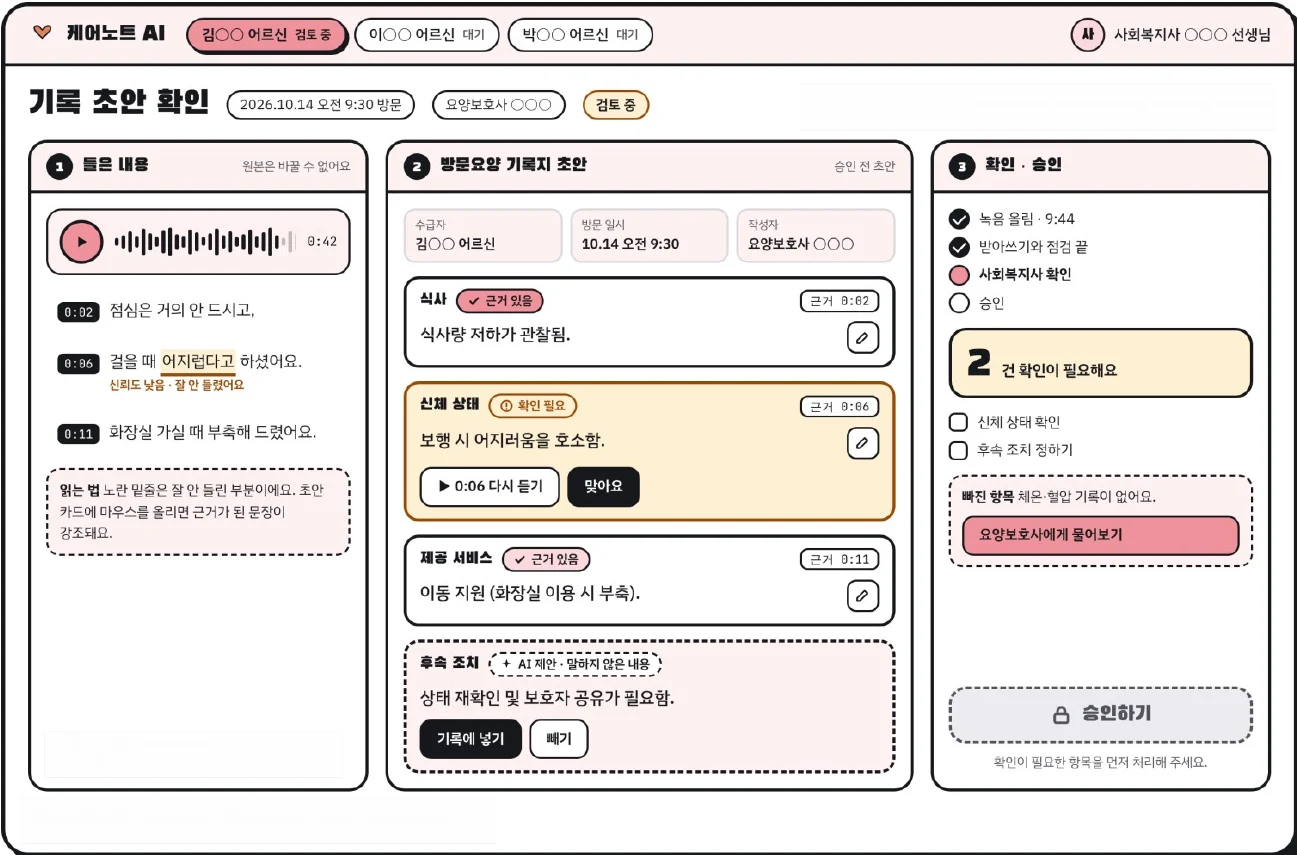 케어노트 AI
김○○ 어르신 검토 중
이○○ 어르신 대기
박○○ 어르신 대기
사
사회복지사 ○○○ 선생님
기록 초안 확인
2026.10.14 오전 9:30 방문
요양보호사 ○○○
검토 중
1 들은 내용
원본은 바꿀 수 없어요
0:42
0:02 점심은 거의 안 드시고,
0:06 걸을 때 어지럽다고 하셨어요.
신뢰도 낮음 · 잘 안 들렸어요
0:11 화장실 가실 때 부축해 드렸어요.
읽는 법 노란 밑줄은 잘 안 들린 부분이에요. 초안
카드에 마우스를 올리면 근거가 된 문장이
강조돼요.
2 방문요양 기록지 초안
승인 전 초안
수급자
김○○ 어르신
방문 일시
10.14 오전 9:30
작성자
요양보호사 ○○○
식사 ✓ 근거 있음
근거 0:02
식사량 저하가 관찰됨.
신체 상태 확인 필요
근거 0:06
보행 시 어지러움을 호소함.
▶ 0:06 다시 듣기
맞아요
제공 서비스 ✓ 근거 있음
근거 0:11
이동 지원 (화장실 이용 시 부축).
후속 조치 + AI 제안 · 말하지 않은 내용
상태 재확인 및 보호자 공유가 필요함.
기록에 넣기
빼기
3 확인 · 승인
녹음 올림 · 9:44
받아쓰기와 점검 끝
사회복지사 확인
승인
2 건 확인이 필요해요
신체 상태 확인
후속 조치 정하기
빠진 항목 체온·혈압 기록이 없어요.
요양보호사에게 물어보기
승인하기
확인이 필요한 항목을 먼저 처리해 주세요.